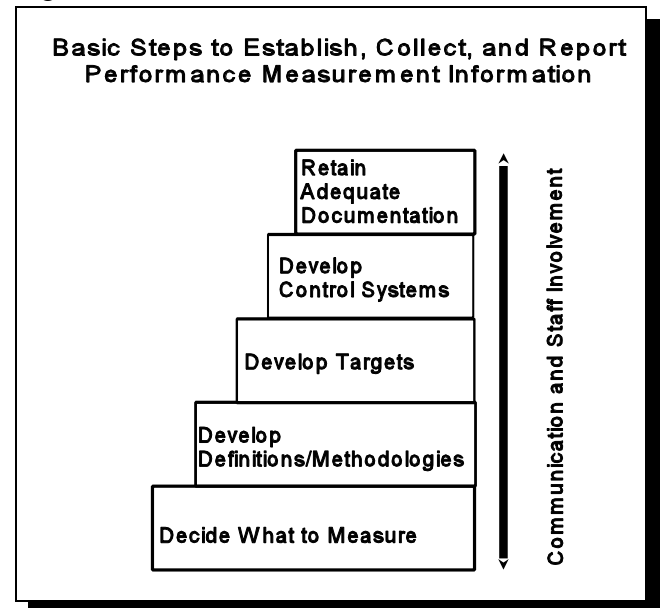 Basic Steps to Establish, Collect, and Report
Performance Measurement Information
Retain
Adequate
Documentation
Develop
Control Systems
Develop Targets
Develop
Definitions/Methodologies
Decide What to Measure
Communication and Staff Involvement